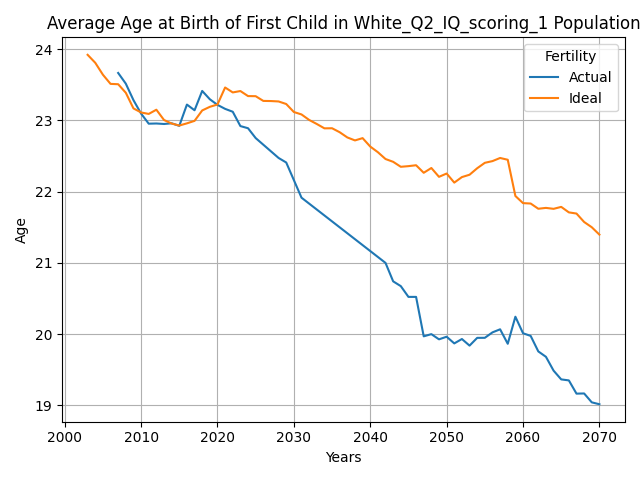 Average Age at Birth of First Child in White_Q2_IQ_scoring_1 Population
24
23
22
21
20
19
Age
Fertility
Actual
Ideal
2000 2010 2020 2030 2040 2050 2060 2070
Years